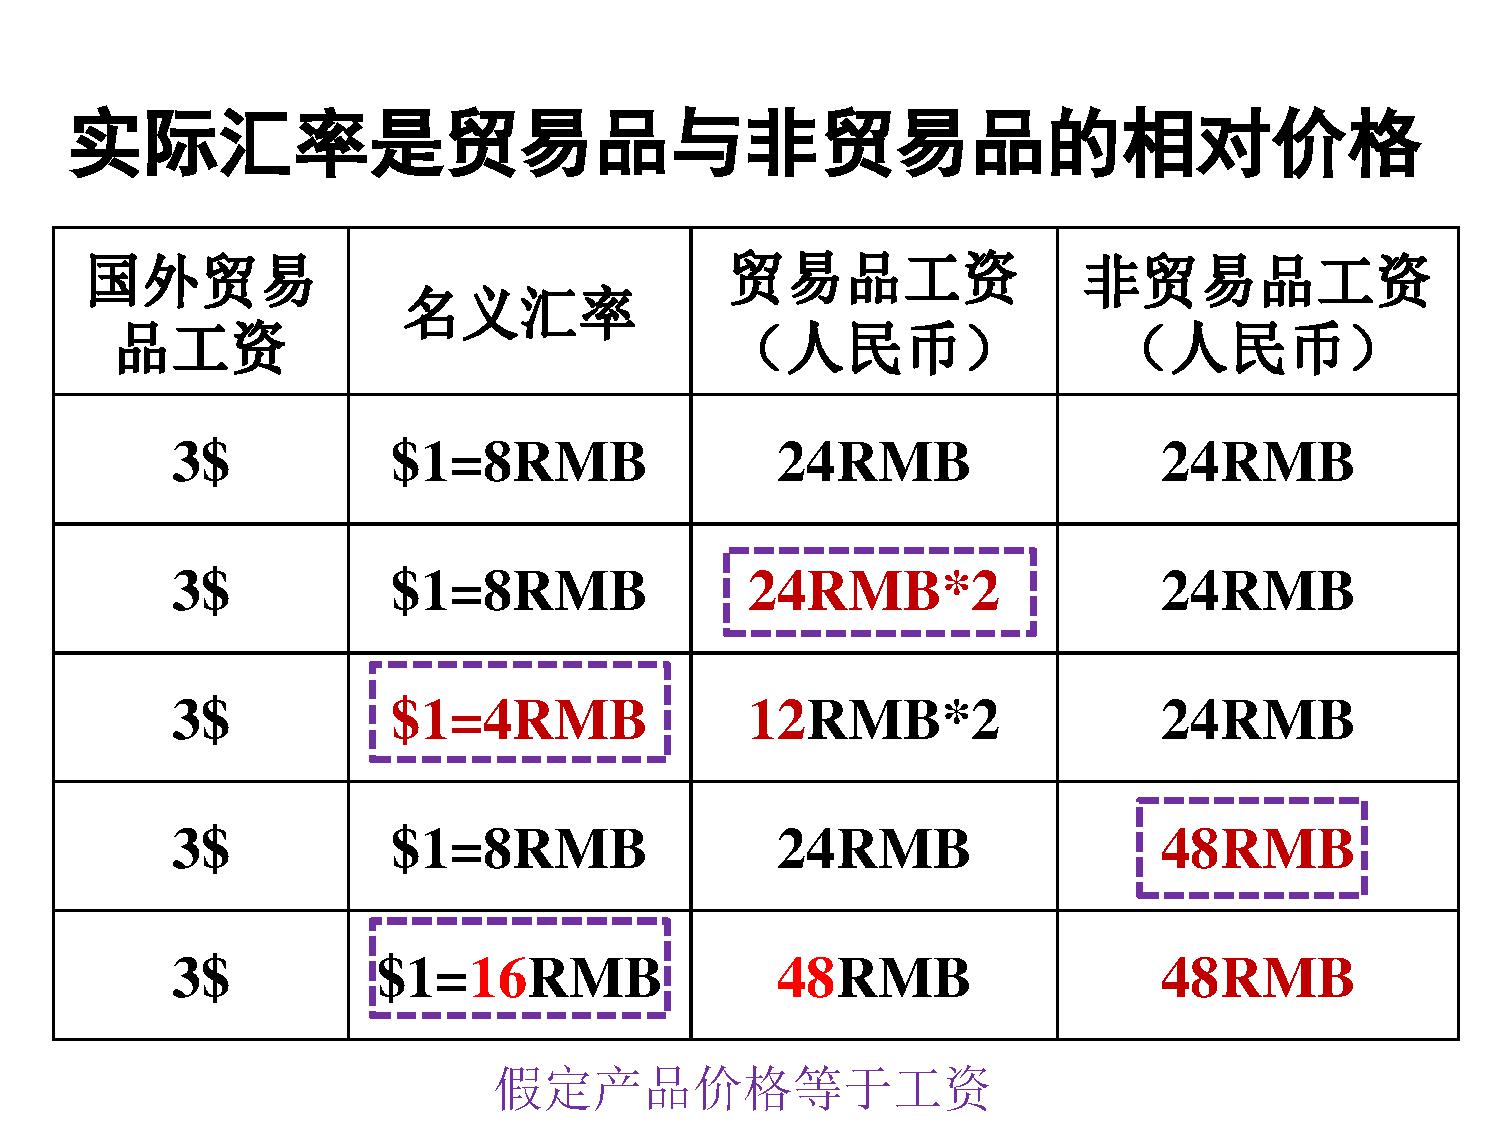 实际汇率是贸易品与非贸易品的相对价格
国外贸易
品工资
名义汇率
贸易品工资
（人民币）
非贸易品工资
（人民币）
3$ $1=8RMB 24RMB 24RMB
3$ $1=8RMB 24RMB*2 24RMB
3$ $1=4RMB 12RMB*2 24RMB
3$ $1=8RMB 24RMB 48RMB
3$ $1=16RMB 48RMB 48RMB
假定产品价格等于工资